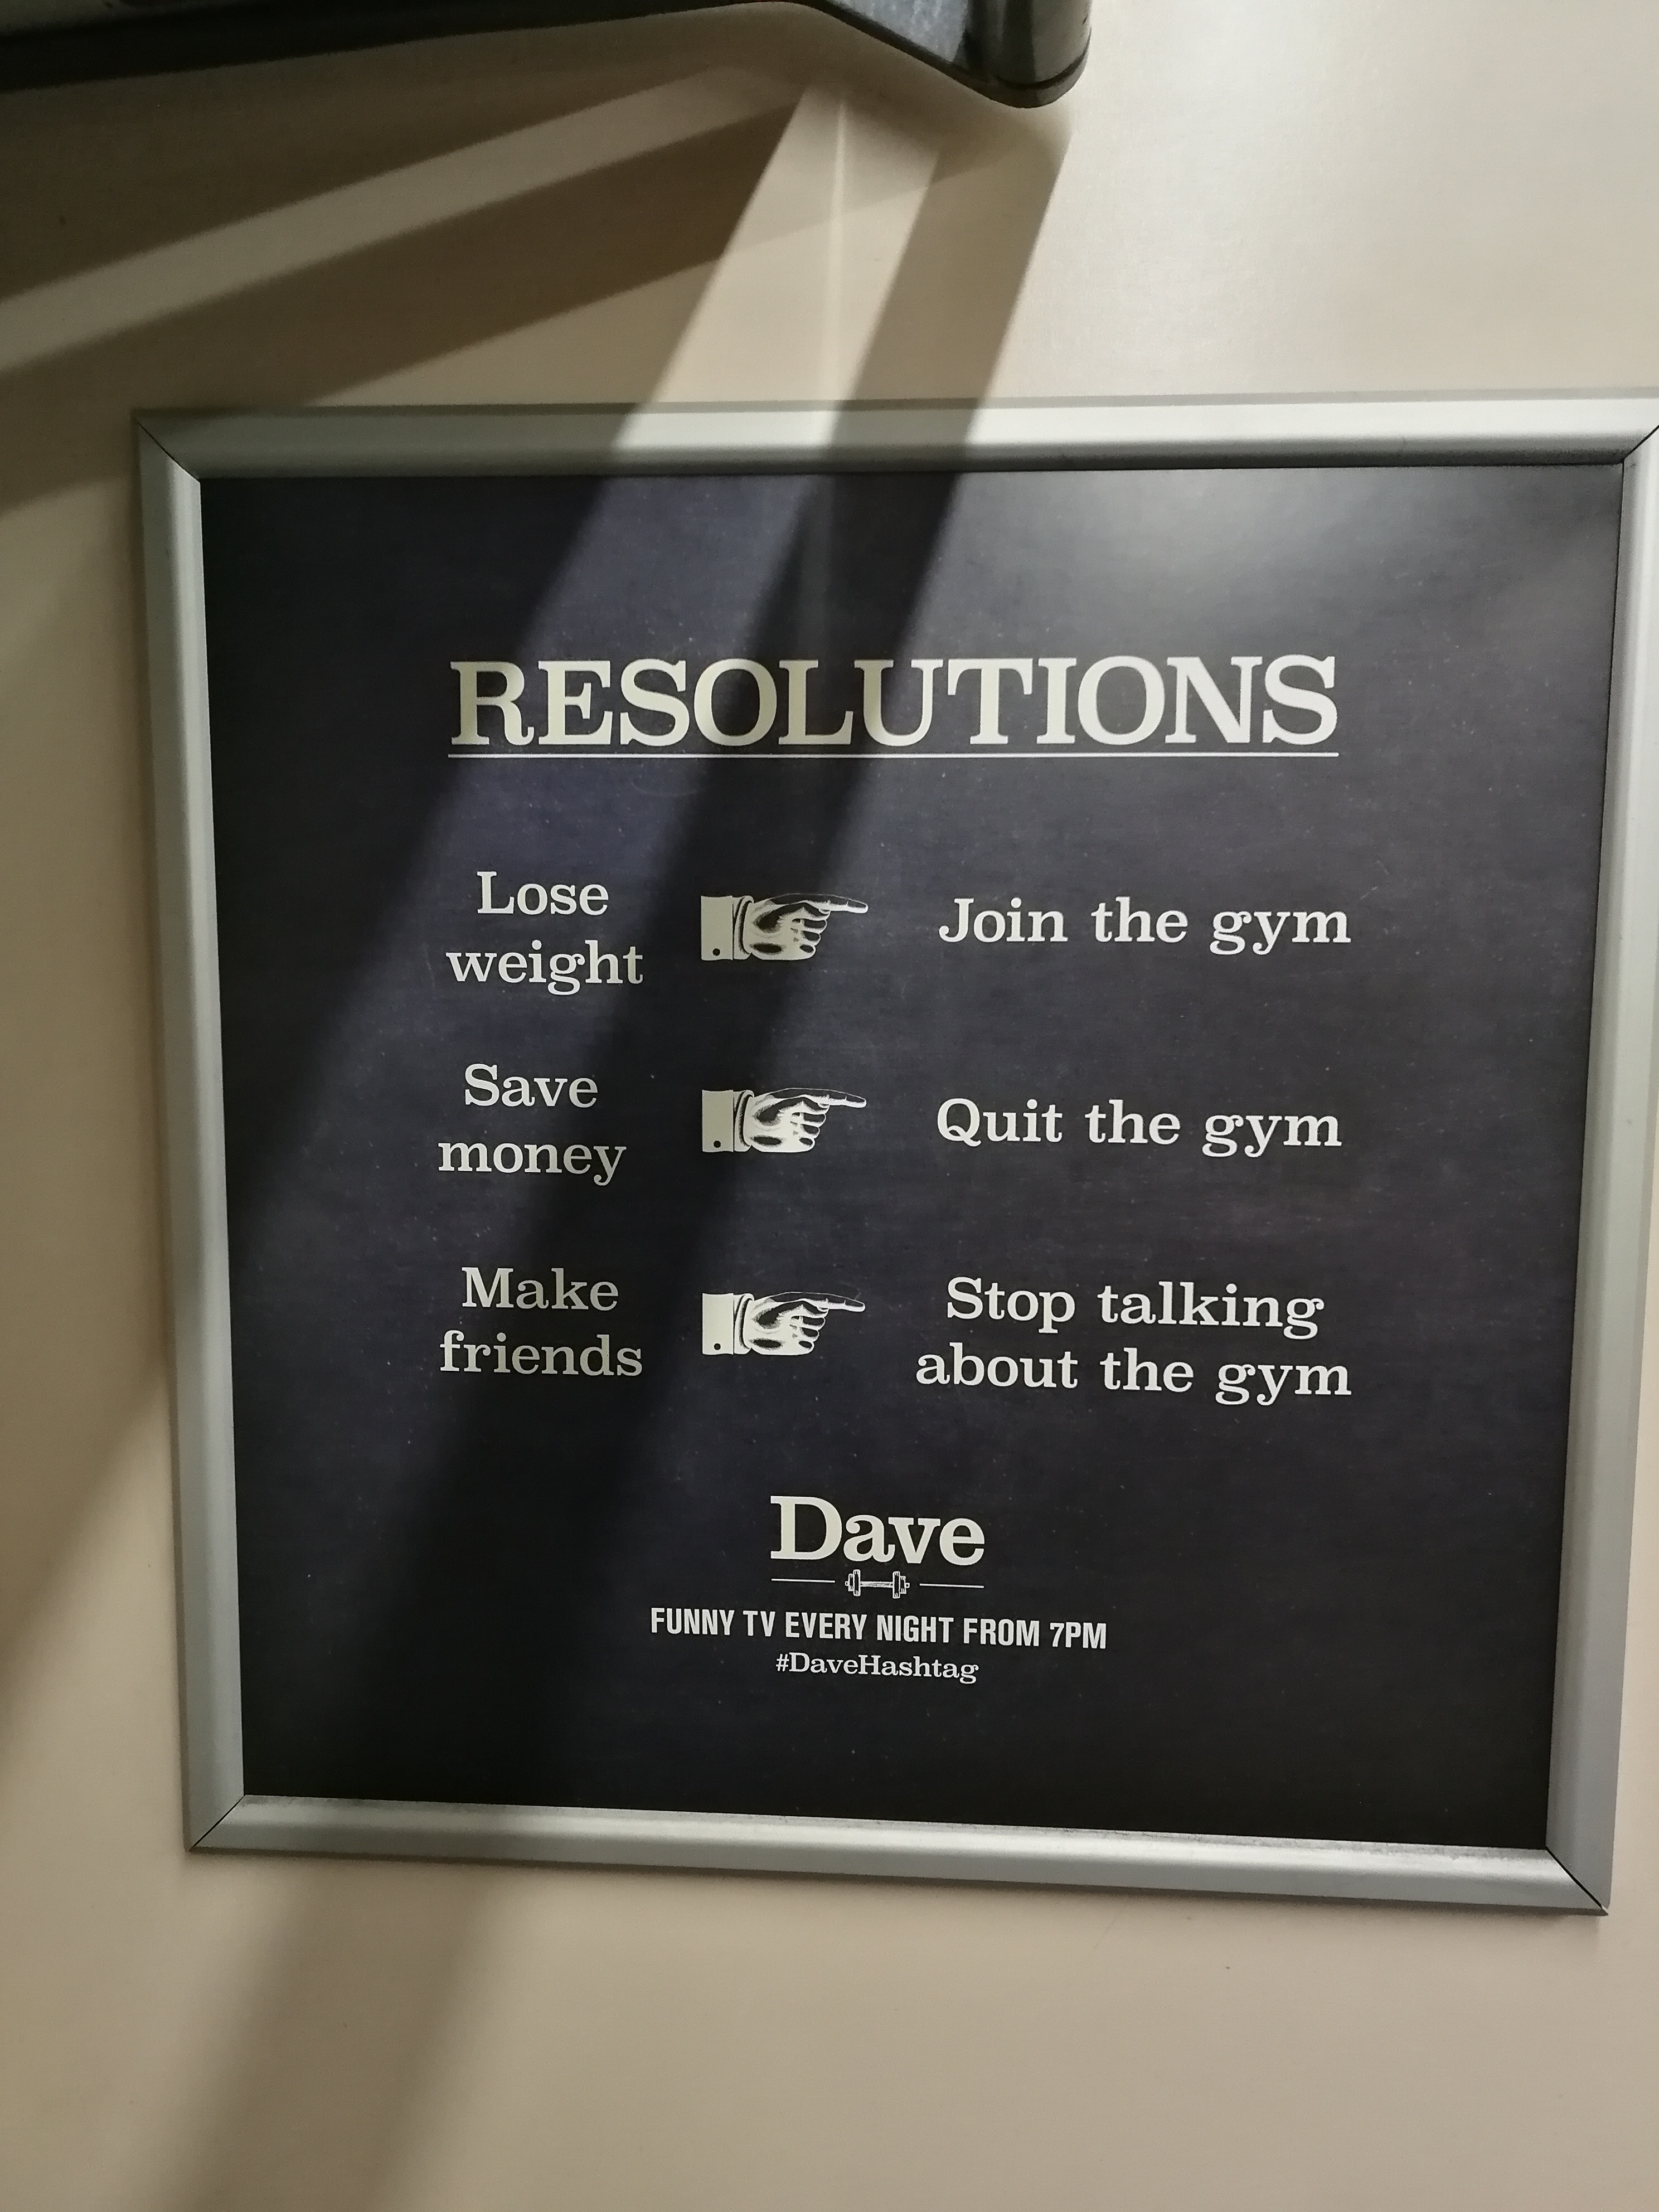 RESOLUTIONS
Lose
weight
Join the gym
Save
money
Quit the gym
Make
friends
Stop talking
about the gym
Dave
FUNNY TV EVERY NIGHT FROM 7PM
#DaveHashtag